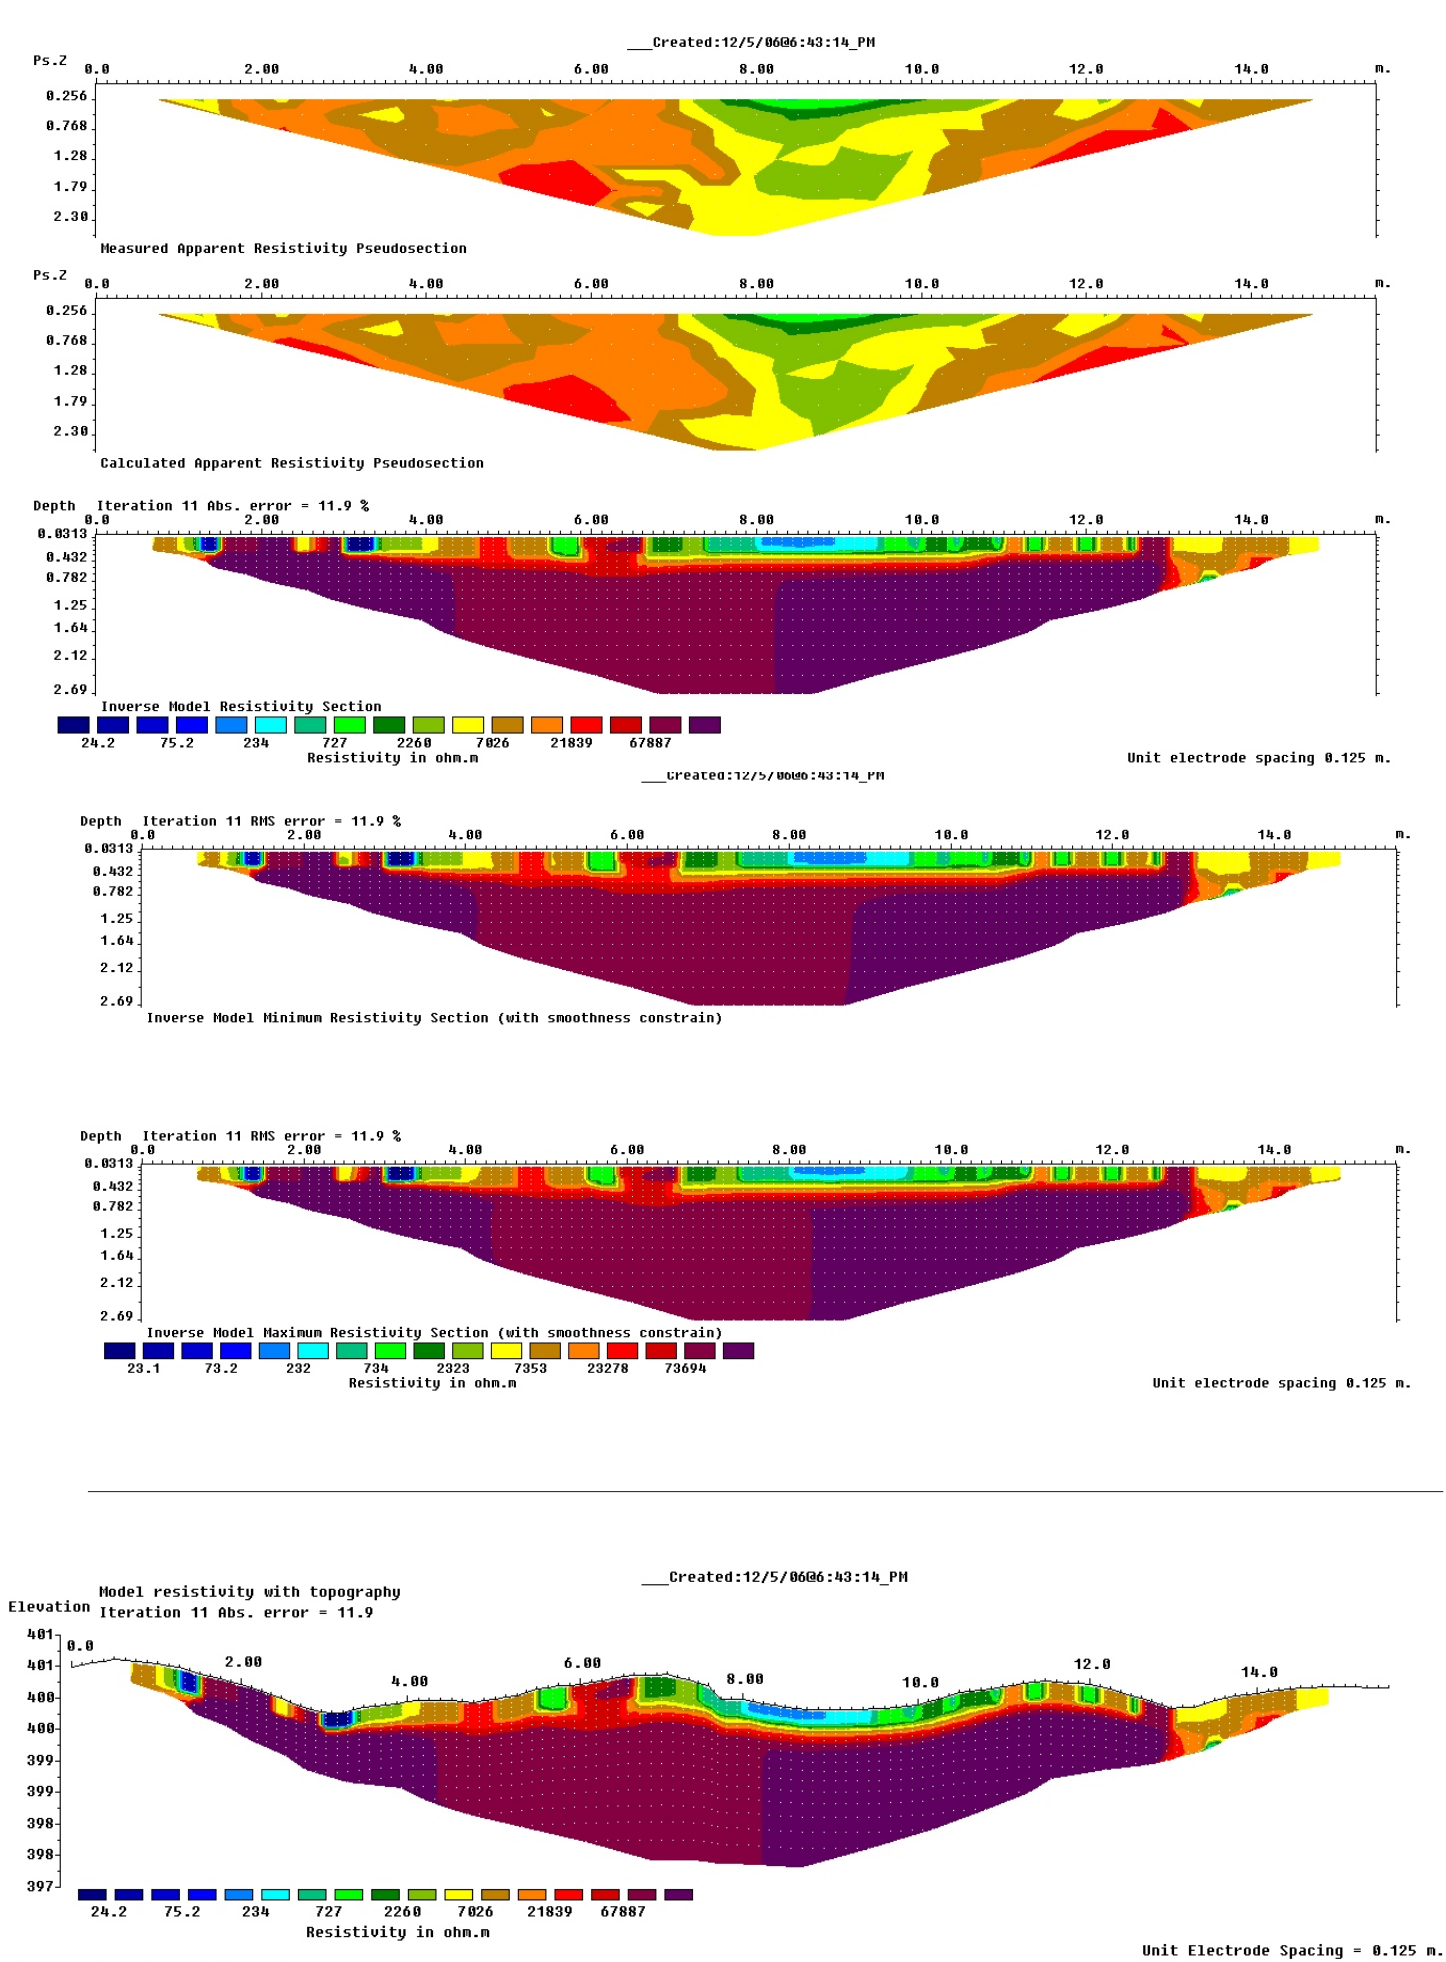 ___Created:12/5/06@6:43:14_PM
Ps.Z 0.0 2.00 4.00 6.00 8.00 10.0 12.0 14.0 m.
0.256
0.768
1.28
1.79
2.30
Measured Apparent Resistivity Pseudosection
Ps.Z 0.0 2.00 4.00 6.00 8.00 10.0 12.0 14.0 m.
0.256
0.768
1.28
1.79
2.30
Calculated Apparent Resistivity Pseudosection
Depth Iteration 11 Abs. error = 11.9 %
0.0 2.00 4.00 6.00 8.00 10.0 12.0 14.0 m.
0.0313
0.432
0.782
1.25
1.64
2.12
2.69
Inverse Model Resistivity Section
24.2 75.2 234 727 2260 7026 21839 67887
Resistivity in ohm.m
Unit electrode spacing 0.125 m.
___Created:12/5/06@6:43:14_PM
Depth Iteration 11 RMS error = 11.9 %
0.0 2.00 4.00 6.00 8.00 10.0 12.0 14.0 m.
0.0313
0.432
0.782
1.25
1.64
2.12
2.69
Inverse Model Minimum Resistivity Section (with smoothness constrain)
Depth Iteration 11 RMS error = 11.9 %
0.0 2.00 4.00 6.00 8.00 10.0 12.0 14.0 m.
0.0313
0.432
0.782
1.25
1.64
2.12
2.69
Inverse Model Maximum Resistivity Section (with smoothness constrain)
23.1 73.2 232 734 2323 7353 23278 73694
Resistivity in ohm.m
Unit electrode spacing 0.125 m.
___Created:12/5/06@6:43:14_PM
Model resistivity with topography
Elevation Iteration 11 Abs. error = 11.9
0.0 2.00 4.00 6.00 8.00 10.0 12.0 14.0
401
401
400
400
399
399
398
398
397
24.2 75.2 234 727 2260 7026 21839 67887
Resistivity in ohm.m
Unit Electrode Spacing = 0.125 m.